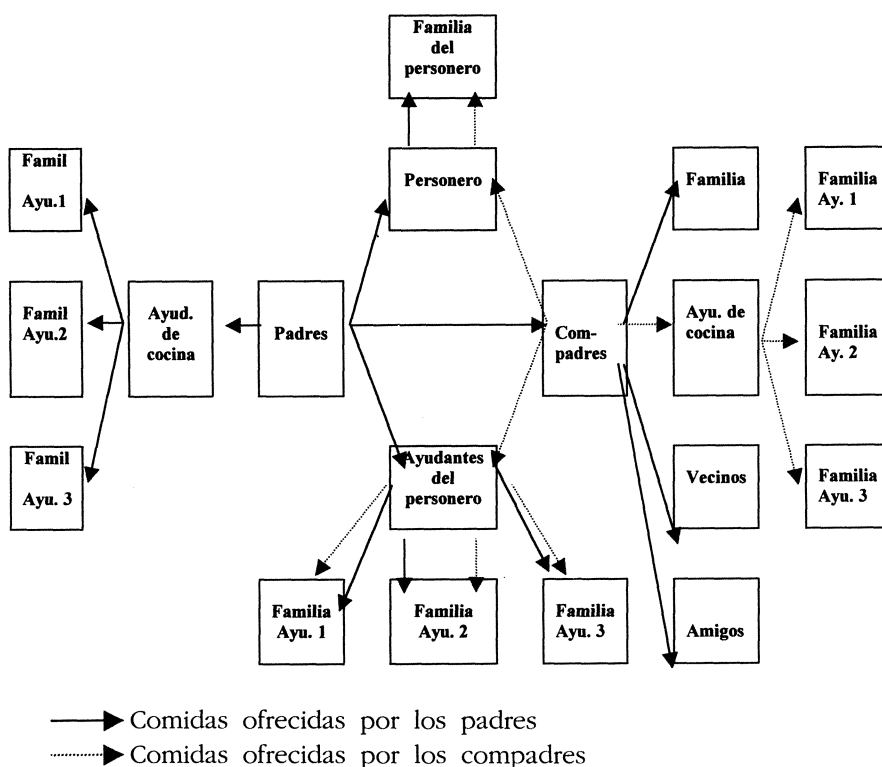 Familia
del
personero
Famil
Ayu.1
Personero
Familia
Familia
Ay. 1
Famil
Ayu.2
Ayud.
de
cocina
Padres
Com-
padres
Ayu. de
cocina
Familia
Ay. 2
Famil
Ayu. 3
Ayudantes
del
personero
Vecinos
Familia
Ayu. 3
Familia
Ayu. 1
Familia
Ayu. 2
Familia
Ayu. 3
Amigos
Comidas ofrecidas por los padres
Comidas ofrecidas por los compadres